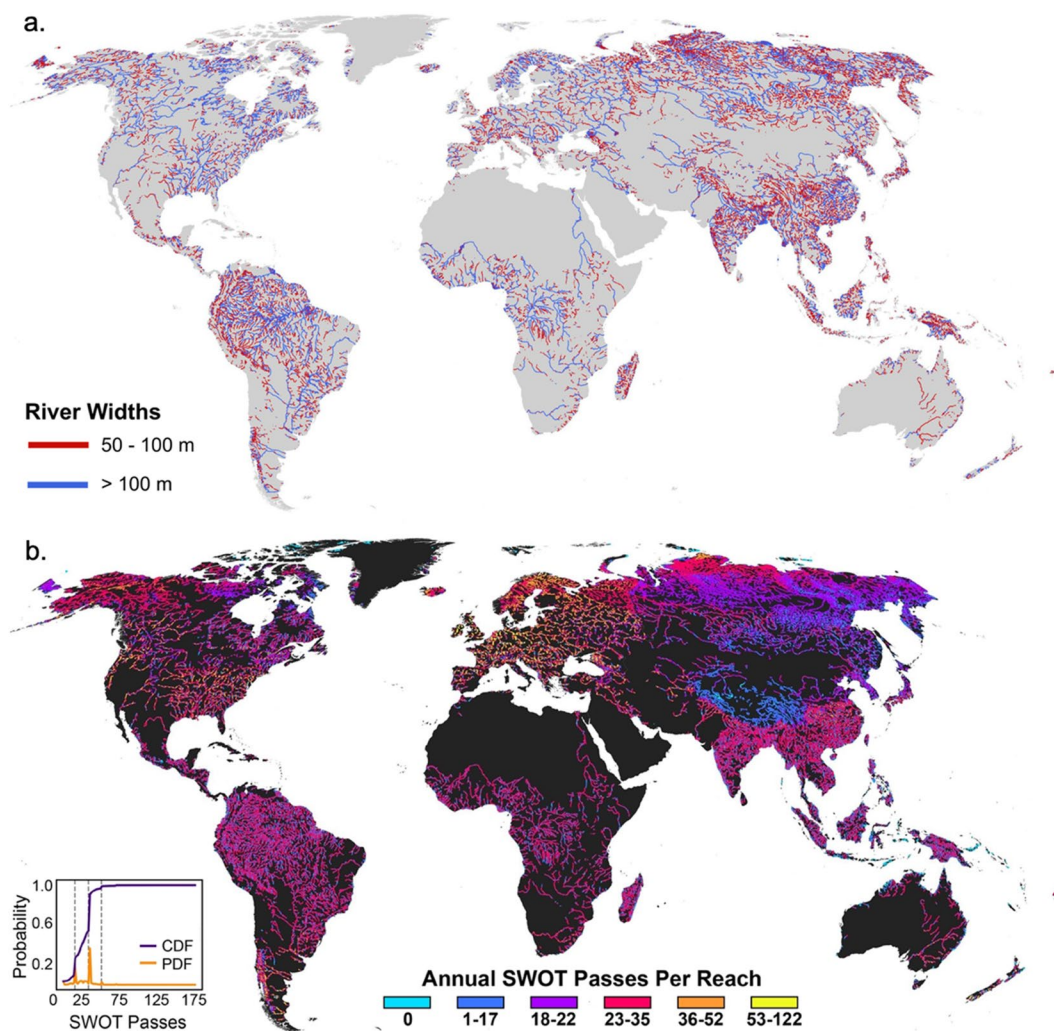 a.
River Widths
50 - 100 m
> 100 m
b.
1.0
0.6
0.2
Probability
CDF
PDF
0 25 75 125 175
SWOT Passes
Annual SWOT Passes Per Reach
0 1-17 18-22 23-35 36-52 53-122